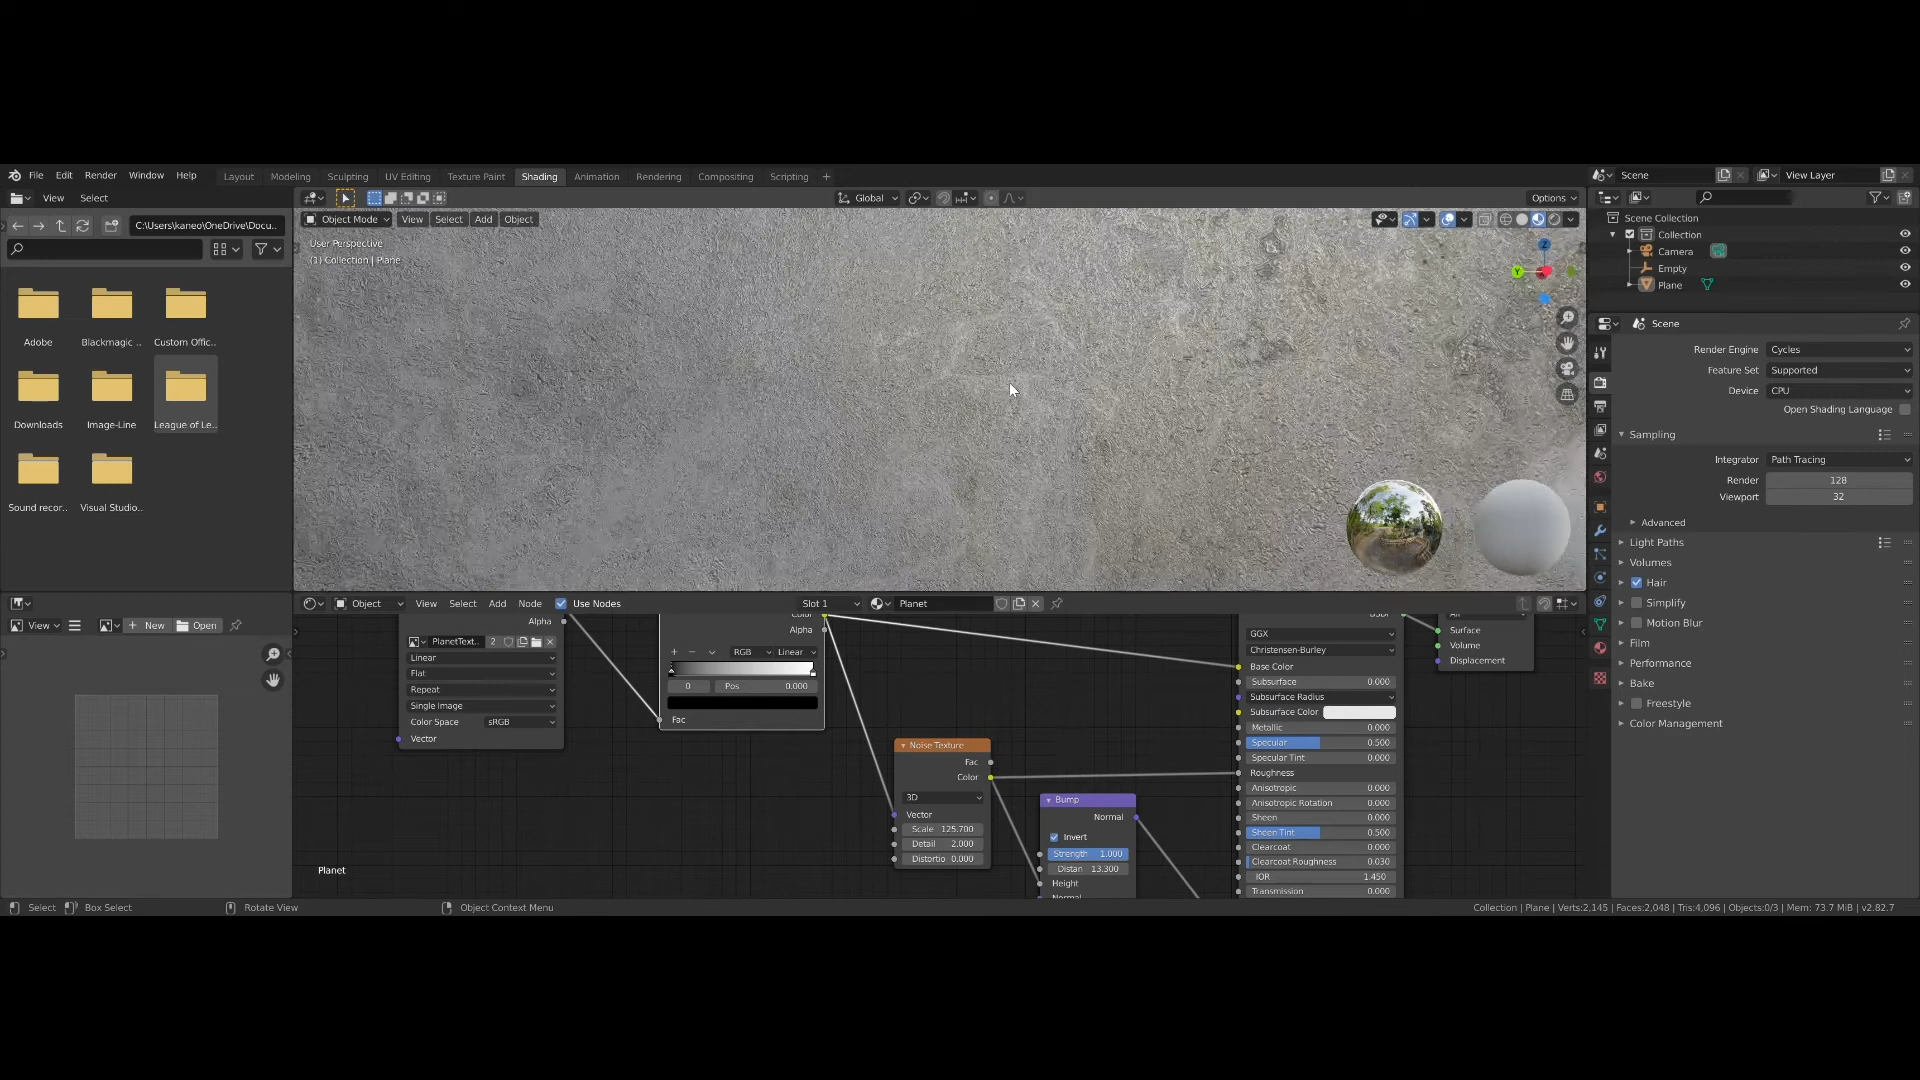 File Edit Render Window Help
Layout Modeling Sculpting UV Editing Texture Paint Shading Animation Rendering Compositing Scripting +
Scene
View Layer
View Select
Global
Options
C:\Users\kaneo\OneDrive\Docu..
Object Mode View Select Add Object
User Perspective
(1) Collection | Plane
Z
Y
Adobe
Blackmagic ..
Custom Offic..
Downloads
Image-Line
League of Le..
Sound recor..
Visual Studio..
Scene Collection
Collection
Camera
Empty
Plane
Scene
Render Engine Cycles
Feature Set Supported
Device CPU
Open Shading Language
Sampling
Integrator Path Tracing
Render 128
Viewport 32
Advanced
Light Paths
Volumes
Hair
Simplify
Motion Blur
Film
Performance
Bake
Freestyle
Color Management
View
New
Open
Object View Select Add Node Use Nodes
Slot 1
Planet
Alpha
PlanetText.. 2
Linear
Flat
Repeat
Single Image
Color Space sRGB
Vector
Alpha
RGB Linear
0 Pos 0.000
Fac
Noise Texture
Fac
Color
3D
Vector
Scale 125.700
Detail 2.000
Distortio 0.000
Bump
Normal
Invert
Strength 1.000
Distan 13.300
Height
GGX
Christensen-Burley
Base Color
Subsurface 0.000
Subsurface Radius
Subsurface Color
Metallic 0.000
Specular 0.500
Specular Tint 0.000
Roughness
Anisotropic 0.000
Anisotropic Rotation 0.000
Sheen 0.000
Sheen Tint 0.500
Clearcoat 0.000
Clearcoat Roughness 0.030
IOR 1.450
Transmission 0.000
Surface
Volume
Displacement
Planet
Select Box Select Rotate View Object Context Menu
Collection | Plane | Verts:2,145 | Faces:2,048 | Tris:4,096 | Objects:0/3 | Mem: 73.7 MiB | v2.82.7